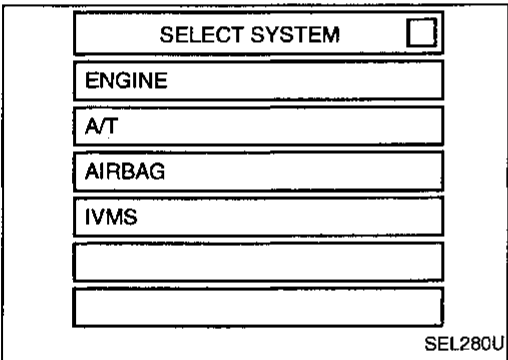 SELECT SYSTEM
ENGINE
A/T
AIRBAG
IVMS
SEL280U